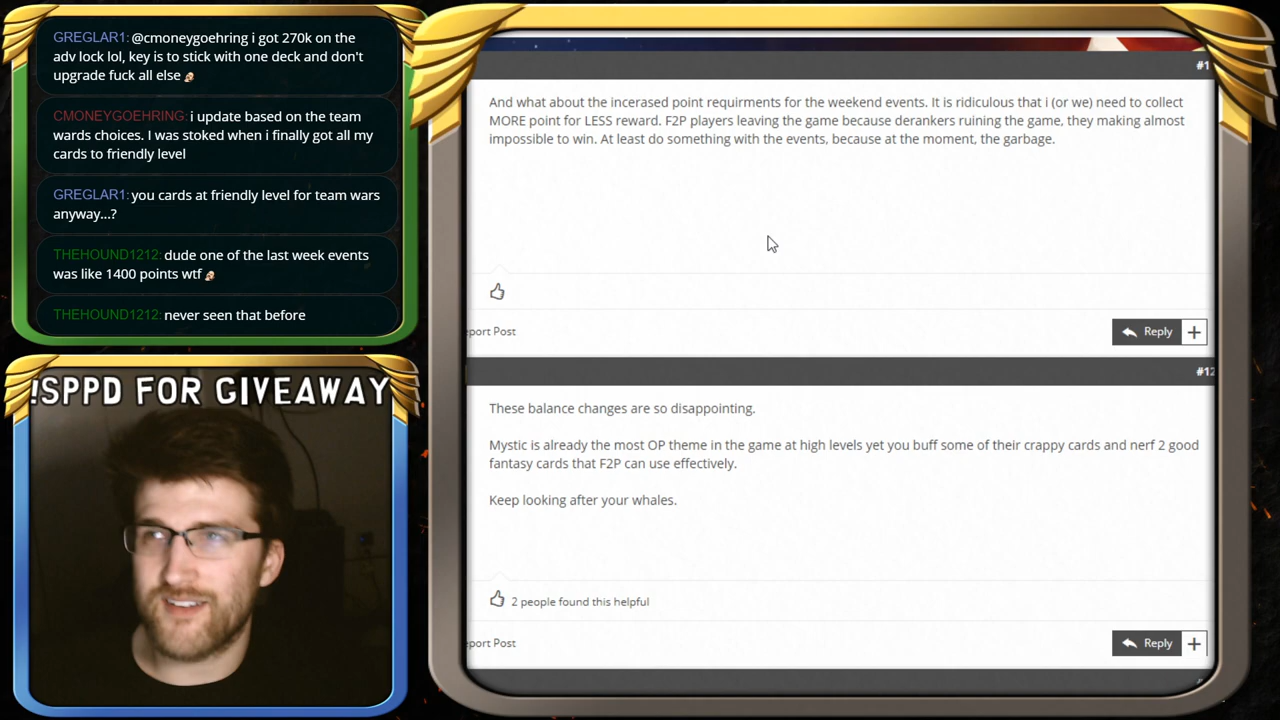 GREGLAR1: @cmoneygoehring i got 270k on the
adv lock lol, key is to stick with one deck and don't
upgrade fuck all else
CMONEYGOEHRING: i update based on the team
wards choices. I was stoked when i finally got all my
cards to friendly level
GREGLAR1: you cards at friendly level for team wars
anyway...?
THEHOUND1212: dude one of the last week events
was like 1400 points wtf
THEHOUND1212: never seen that before
!SPPD FOR GIVEAWAY
#1
And what about the incerased point requirments for the weekend events. It is ridiculous that i (or we) need to collect
MORE point for LESS reward. F2P players leaving the game because derankers ruining the game, they making almost
impossible to win. At least do something with the events, because at the moment, the garbage.
port Post
Reply +
#12
These balance changes are so disappointing.
Mystic is already the most OP theme in the game at high levels yet you buff some of their crappy cards and nerf 2 good
fantasy cards that F2P can use effectively.
Keep looking after your whales.
2 people found this helpful
port Post
Reply +